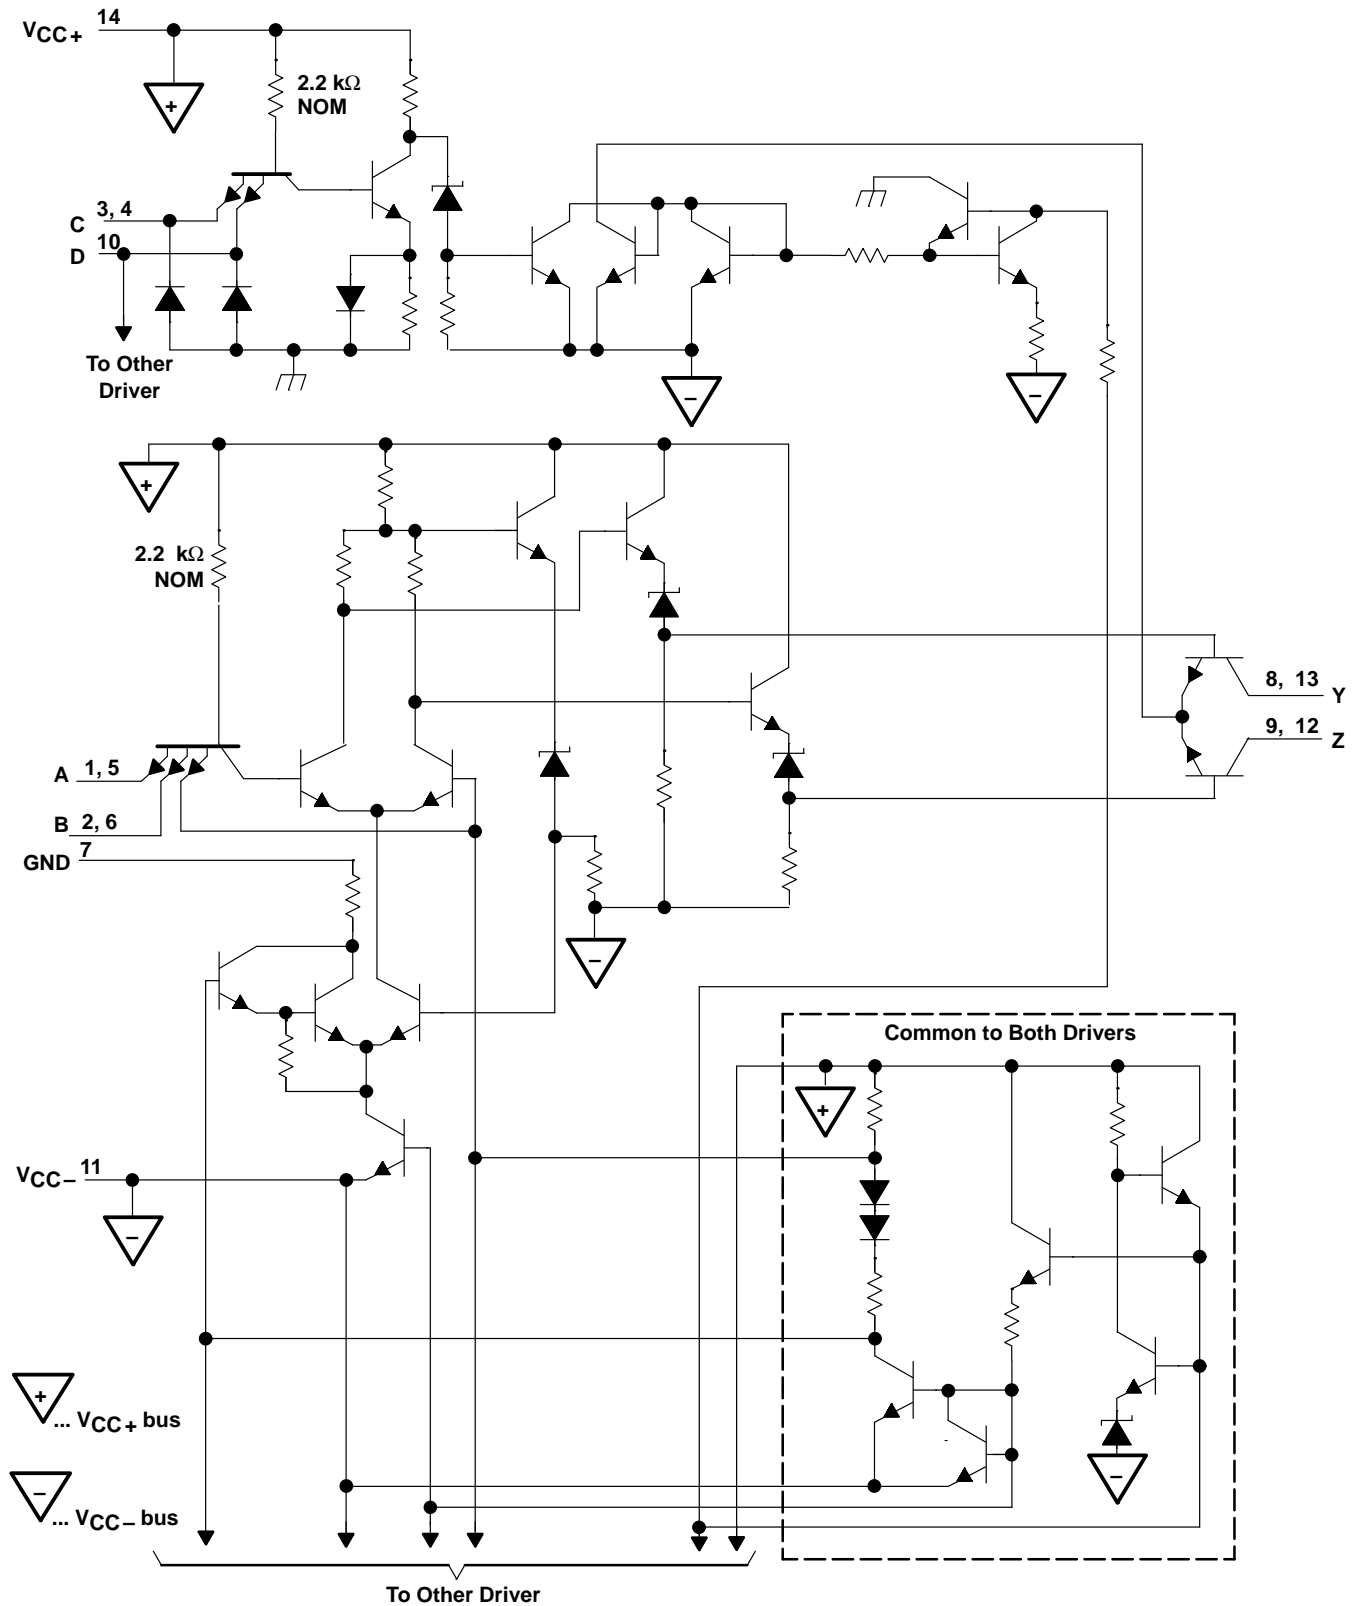 VCC+ 14
2.2 kΩ
NOM
C 3, 4
D 10
To Other
Driver
+
−
−
+
2.2 kΩ
NOM
8, 13 Y
9, 12 Z
A 1, 5
B 2, 6
GND 7
−
Common to Both Drivers
+
VCC− 11
−
+ ... VCC+ bus
−
− ... VCC− bus
To Other Driver